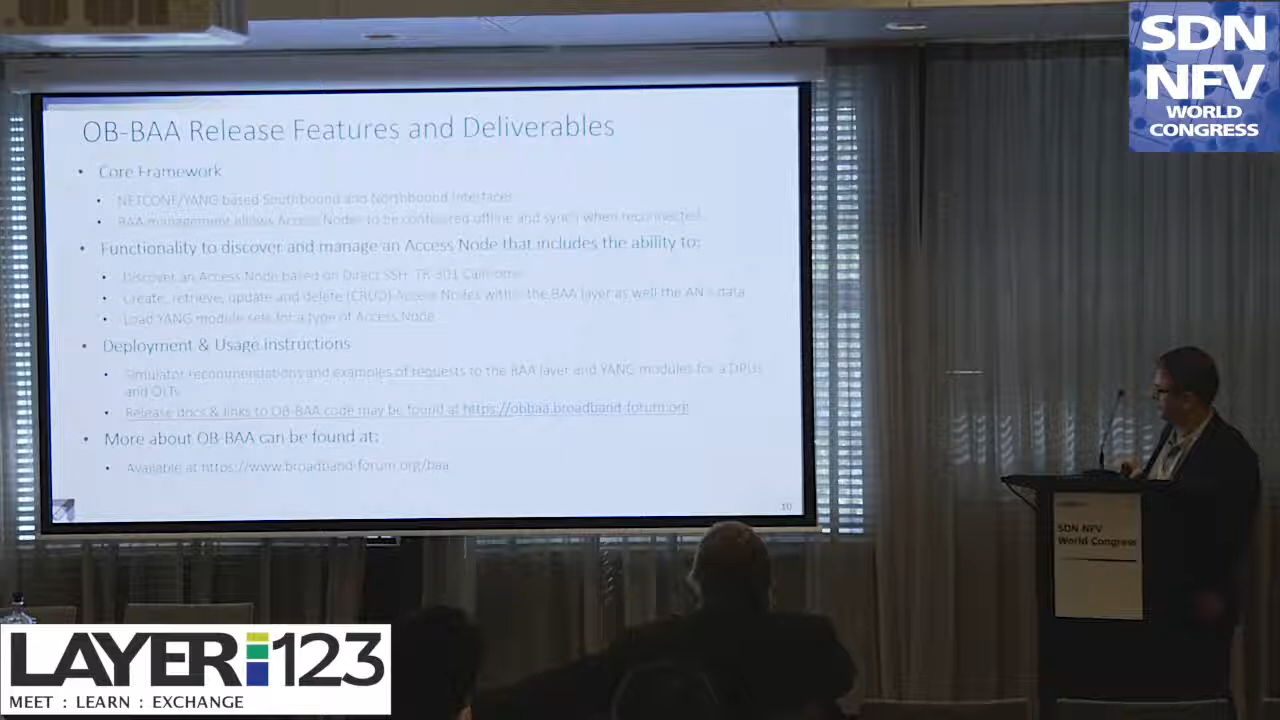 SDN
NFV
WORLD
CONGRESS
OB-BAA Release Features and Deliverables
• Core Framework
• NETCONF/YANG based Southbound and Northbound Interfaces
• BAA management allows Access Nodes to be configured offline and synch when reconnected.
• Functionality to discover and manage an Access Node that includes the ability to:
• Discover an Access Node based on Direct SSH, TR-301 Callhome
• Create, retrieve, update and delete (CRUD) Access Nodes within the BAA layer as well the AN's data
• Load YANG module sets for a type of Access Node
• Deployment & Usage instructions
• Simulator recommendations and examples of requests to the BAA layer and YANG modules for a DPUs
and OLTs
• Release docs & links to OB-BAA code may be found at https://obbaa.broadband-forum.org
• More about OB-BAA can be found at:
• Available at https://www.broadband-forum.org/baa
10
SDN NFV
World Congress
LAYER 123
MEET : LEARN : EXCHANGE